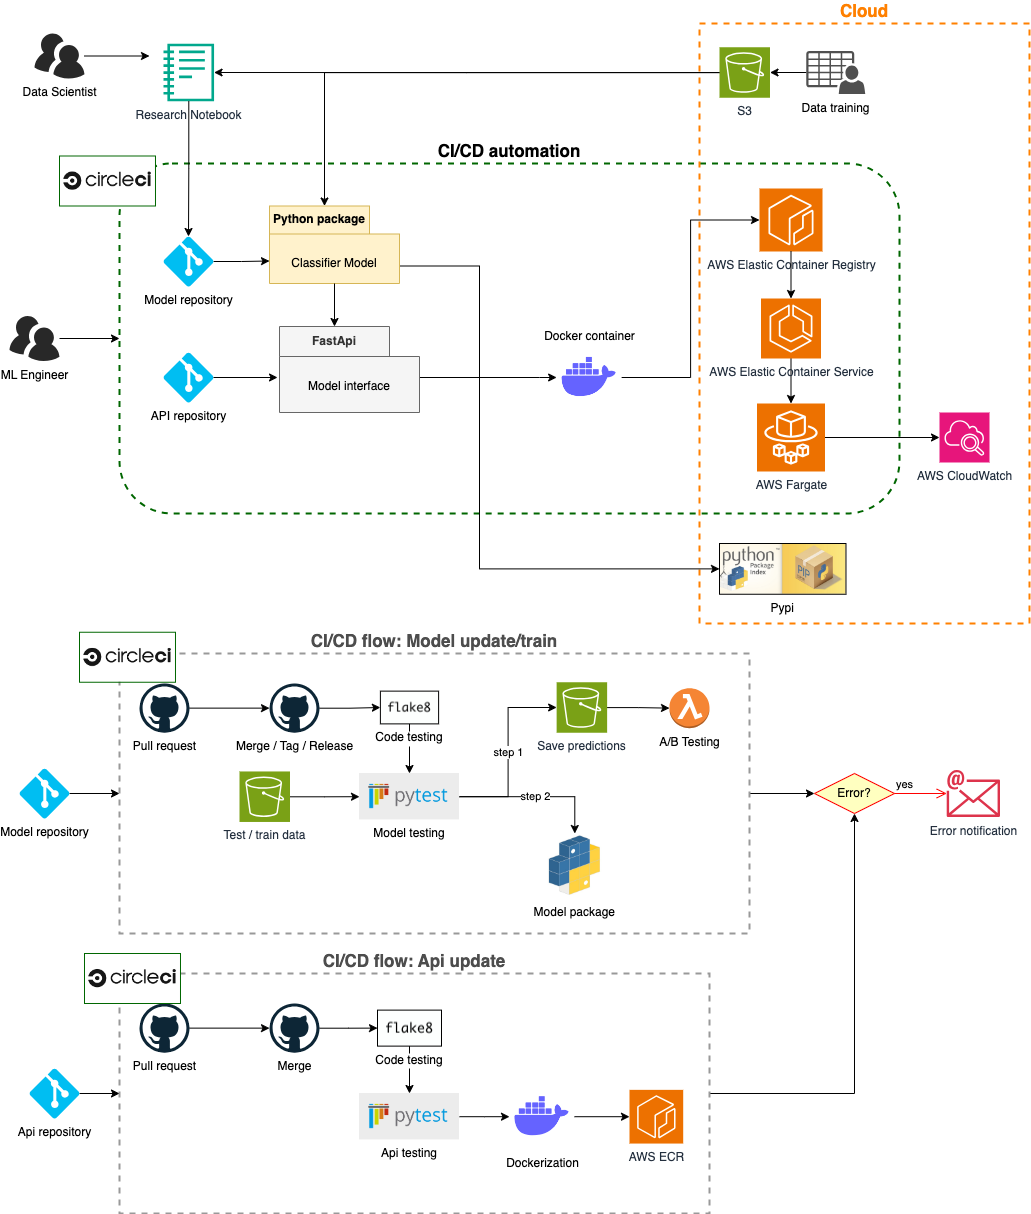 Cloud
Data Scientist
Research Notebook
S3
Data training
CI/CD automation
circleci
Python package
Classifier Model
Model repository
AWS Elastic Container Registry
FastApi
Model interface
Docker container
ML Engineer
API repository
AWS Elastic Container Service
AWS Fargate
AWS CloudWatch
python
Package
Index
PIP
Pypi
CI/CD flow: Model update/train
circleci
flake8
Pull request
Merge / Tag / Release
Code testing
Save predictions
A/B Testing
step 1
Model repository
Test / train data
pytest
Model testing
step 2
Model package
Error?
yes
@
Error notification
CI/CD flow: Api update
circleci
flake8
Pull request
Merge
Code testing
Api repository
pytest
Api testing
Dockerization
AWS ECR